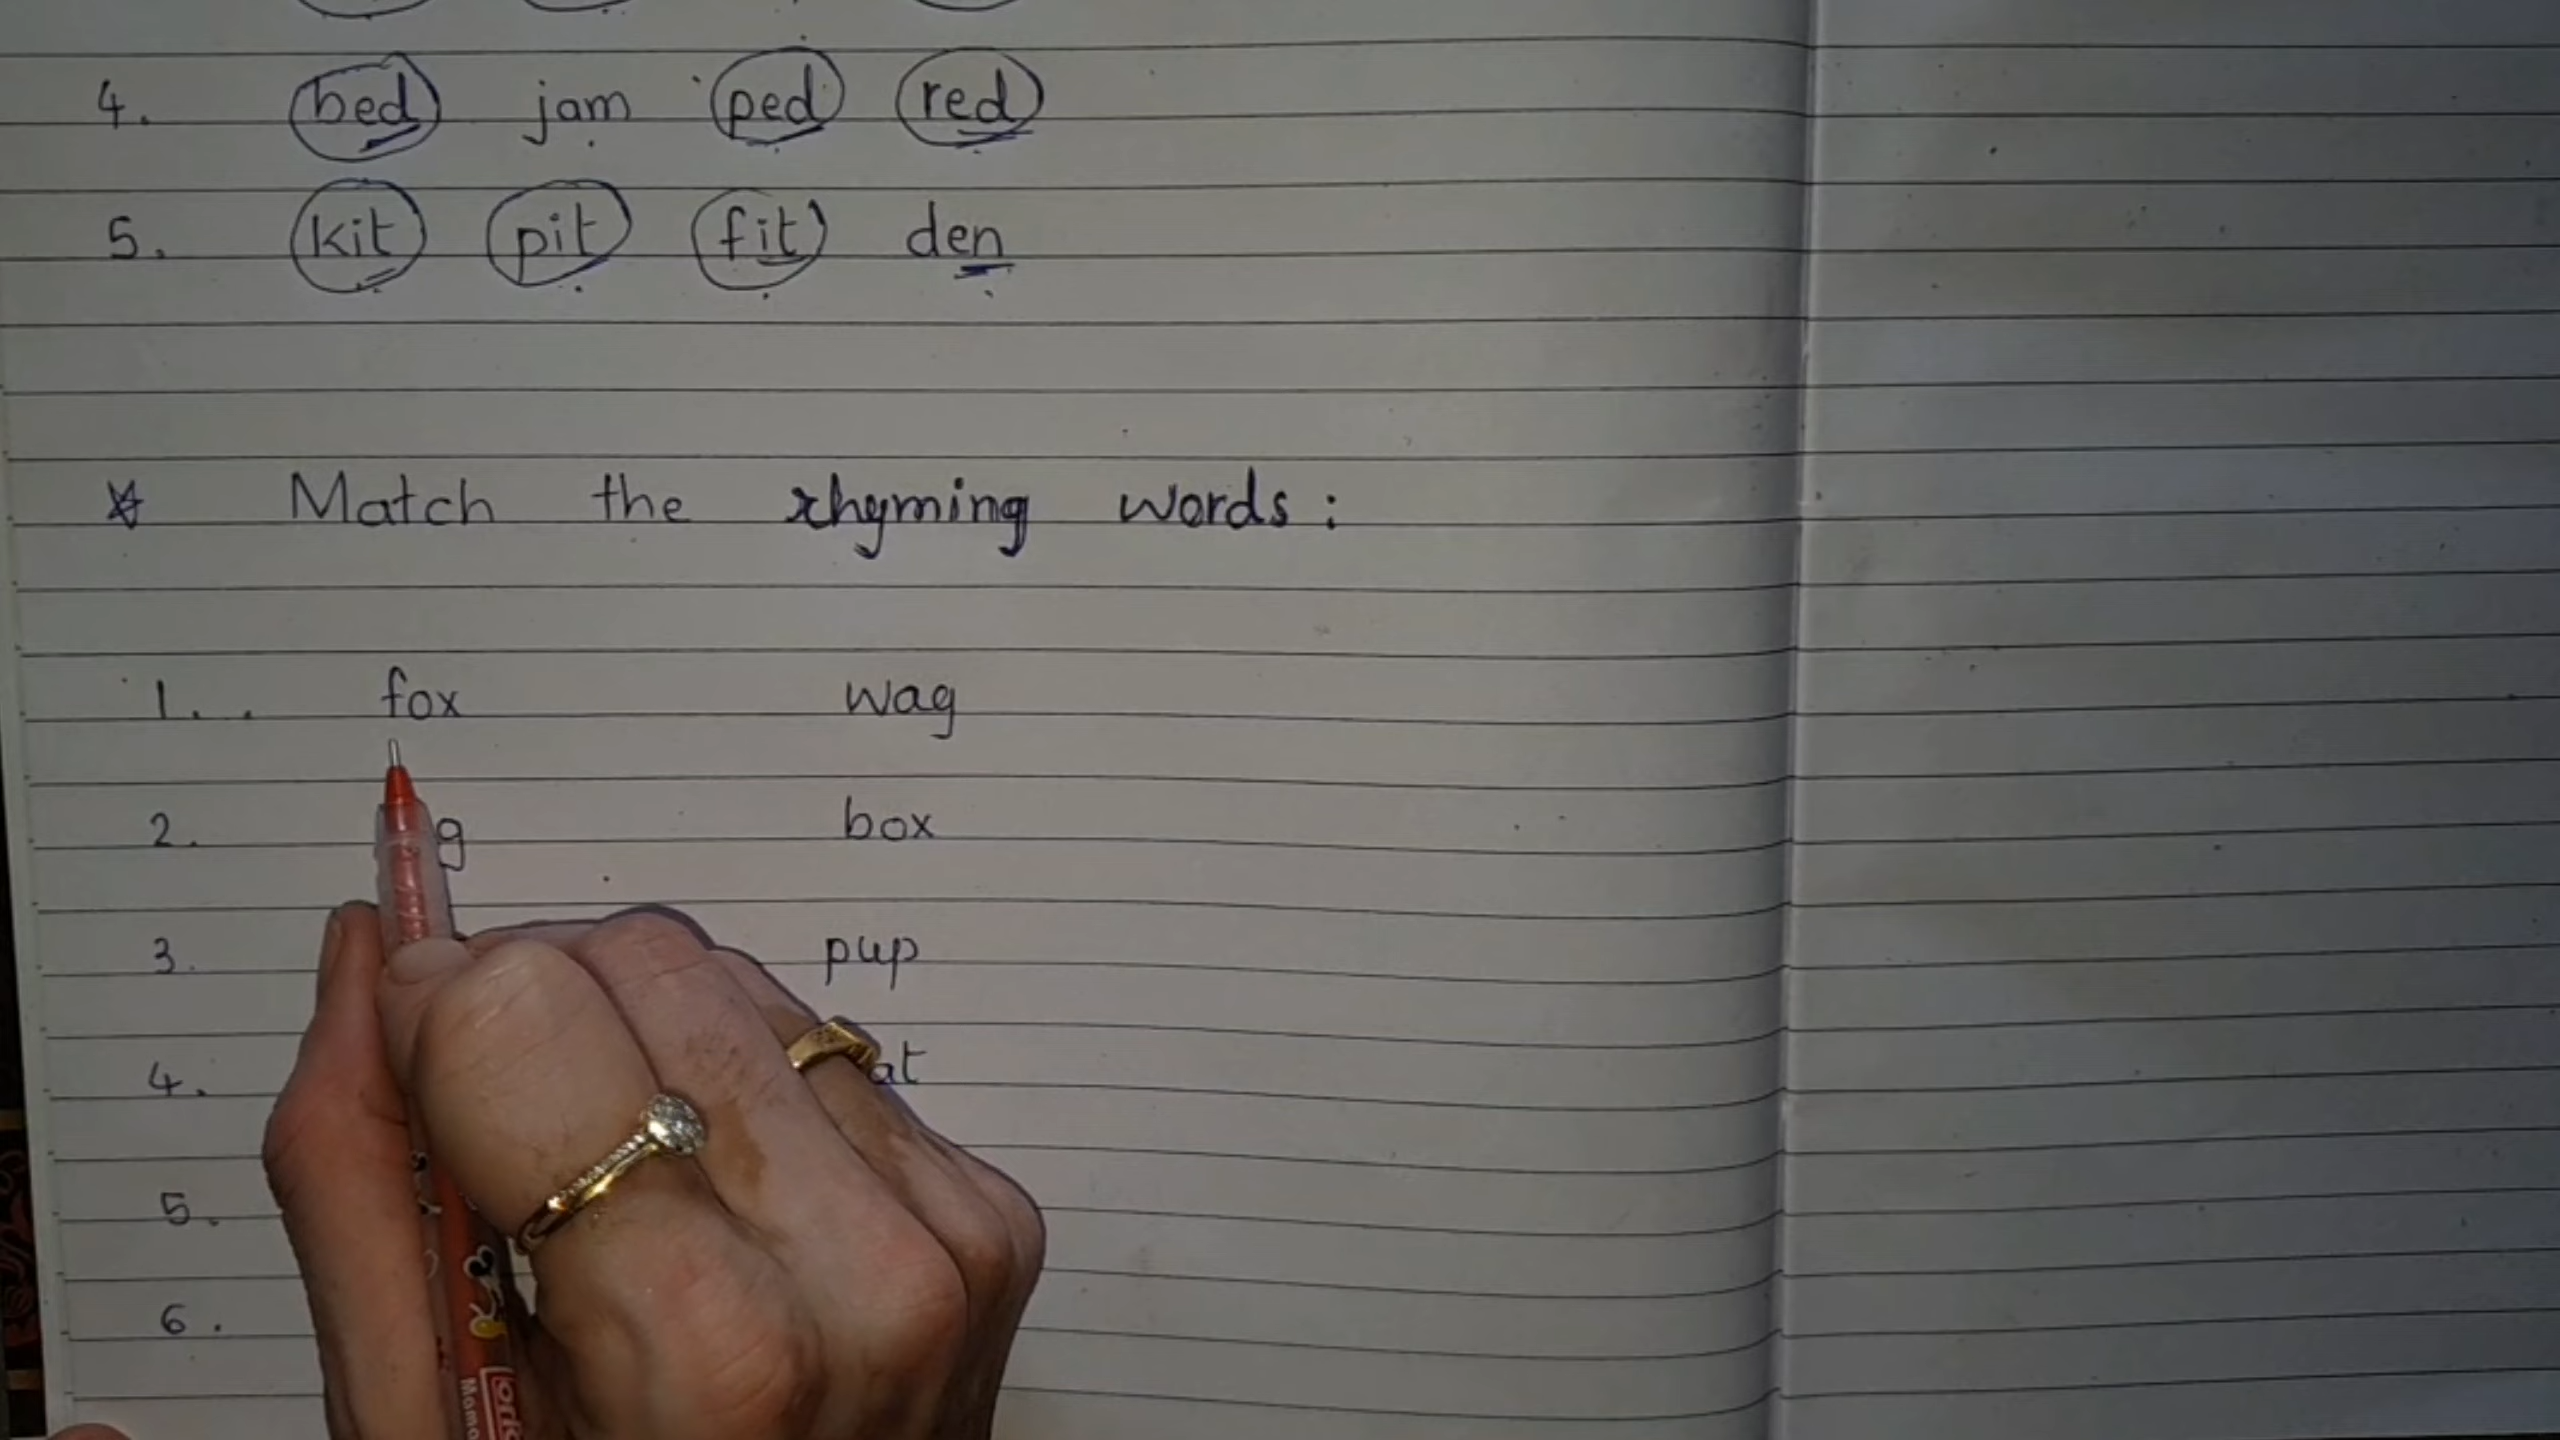 4. bed jam ped red
5. kit pit fit den
Match the rhyming words:
1. fox wag
2. box
3. pup
4.
5.
6.